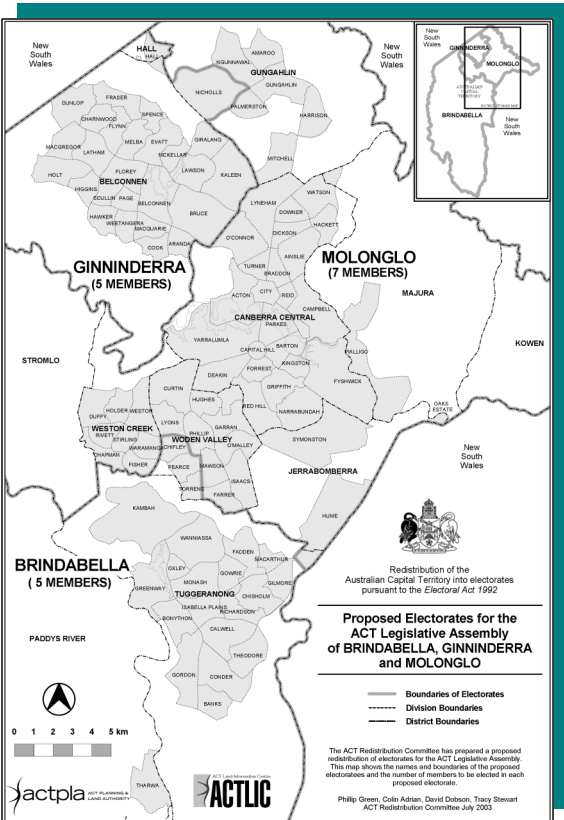 New
South
Wales
HALL
HALL
New
South
Wales
AMAROO
NGUNNAWAL
GUNGAHLIN
GUNGAHLIN
NICHOLLS
PALMERSTON
HARRISON
MITCHELL
New
South
Wales
GINNINDERRA
MOLONGLO
AUSTRALIAN
CAPITAL
TERRITORY
New
South
Wales
BRINDABELLA
DUNLOP
FRASER
SPENCE
CHARNWOOD
FLYNN
MELBA
EVATT
GIRALANG
MACGREGOR
LATHAM
MCKELLAR
LAWSON
KALEEN
HOLT
FLOREY
BELCONNEN
HIGGINS
SCULLIN
PAGE
BELCONNEN
HAWKER
WEETANGERA
MACQUARIE
BRUCE
COOK
ARANDA
WATSON
LYNEHAM
DOWNER
HACKETT
DICKSON
O'CONNOR
AINSLIE
TURNER
BRADDON
GINNINDERRA
(5 MEMBERS)
MOLONGLO
(7 MEMBERS)
MAJURA
KOWEN
ACTON
CITY
REID
CAMPBELL
CANBERRA CENTRAL
PARKES
YARRALUMLA
CAPITAL HILL
BARTON
PIALLIGO
STROMLO
DEAKIN
FORREST
KINGSTON
FYSHWICK
CURTIN
GRIFFITH
HUGHES
RED HILL
NARRABUNDAH
OAKS
ESTATE
HOLDER
WESTON
DUFFY
LYONS
GARRAN
WESTON CREEK
RIVETT
STIRLING
PHILLIP
WODEN VALLEY
O'MALLEY
SYMONSTON
WARAMANGA
CHIFLEY
CHAPMAN
FISHER
PEARCE
MAWSON
ISAACS
TORRENS
FARRER
JERRABOMBERRA
New
South
Wales
HUME
KAMBAH
WANNIASSA
FADDEN
MACARTHUR
BRINDABELLA
( 5 MEMBERS)
OXLEY
GOWRIE
MONASH
GILMORE
GREENWAY
TUGGERANONG
CHISHOLM
ISABELLA PLAINS
RICHARDSON
BONYTHON
CALWELL
PADDYS RIVER
THEODORE
GORDON
CONDER
BANKS
THARWA
Redistribution of the
Australian Capital Territory into electorates
pursuant to the Electoral Act 1992
Proposed Electorates for the
ACT Legislative Assembly
of BRINDABELLA, GINNINDERRA
and MOLONGLO
Boundaries of Electorates
Division Boundaries
District Boundaries
The ACT Redistribution Committee has prepared a proposed
redistribution of electorates for the ACT Legislative Assembly.
This map shows the names and boundaries of the proposed
electoratees and the number of members to be elected in each
proposed electorate.
Phillip Green, Colin Adrian, David Dobson, Tracy Stewart
ACT Redistribution Committee July 2003
0 1 2 3 4 5 km
actpla
ACT PLANNING &
LAND AUTHORITY
ACT Land Information Centre
ACTLIC